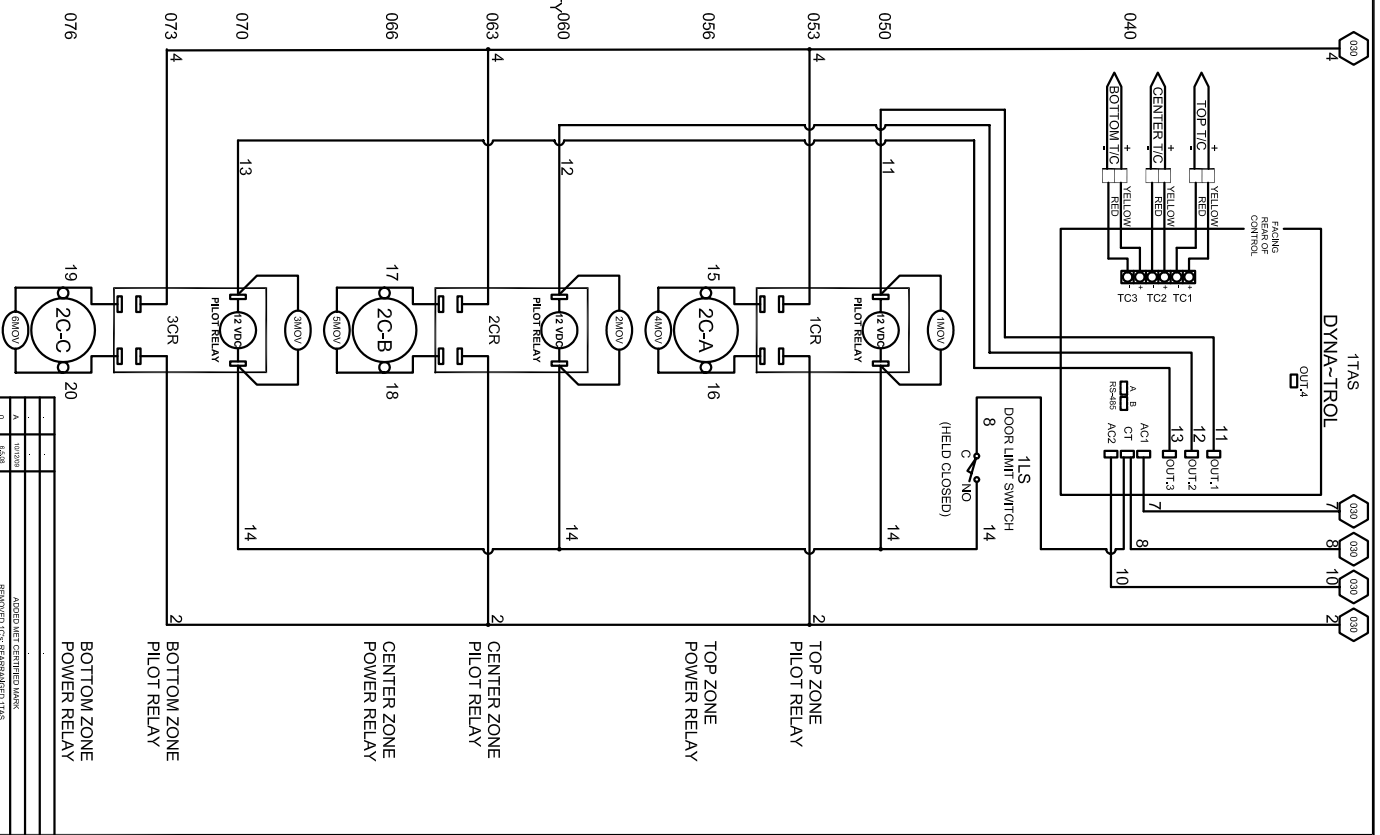 030
4
030
7
030
8
030
10
030
2
040
050
053
056
060
Y
063
066
070
073
076
1TAS
DYNA~TROL
OUT.4
FACING
REAR OF
CONTROL
TOP T/C
+
-
YELLOW
RED
CENTER T/C
+
-
YELLOW
RED
BOTTOM T/C
+
-
YELLOW
RED
- + - + - +
TC3 TC2 TC1
11
OUT.1
12
OUT.2
13
OUT.3
AC1
7
CT
8
AC2
10
A B
RS-485
1LS
DOOR LIMIT SWITCH
8
C
NO
(HELD CLOSED)
14
11
1MOV
12 VDC
PILOT RELAY
14
4
1CR
2
TOP ZONE
PILOT RELAY
15
2C-A
16
4MOV
TOP ZONE
POWER RELAY
12
2MOV
12 VDC
PILOT RELAY
14
4
2CR
2
CENTER ZONE
PILOT RELAY
17
2C-B
18
5MOV
CENTER ZONE
POWER RELAY
13
3MOV
12 VDC
PILOT RELAY
14
4
3CR
2
BOTTOM ZONE
PILOT RELAY
19
2C-C
20
6MOV
BOTTOM ZONE
POWER RELAY
A
10/12/09
ADDED MET CERTIFIED MARK